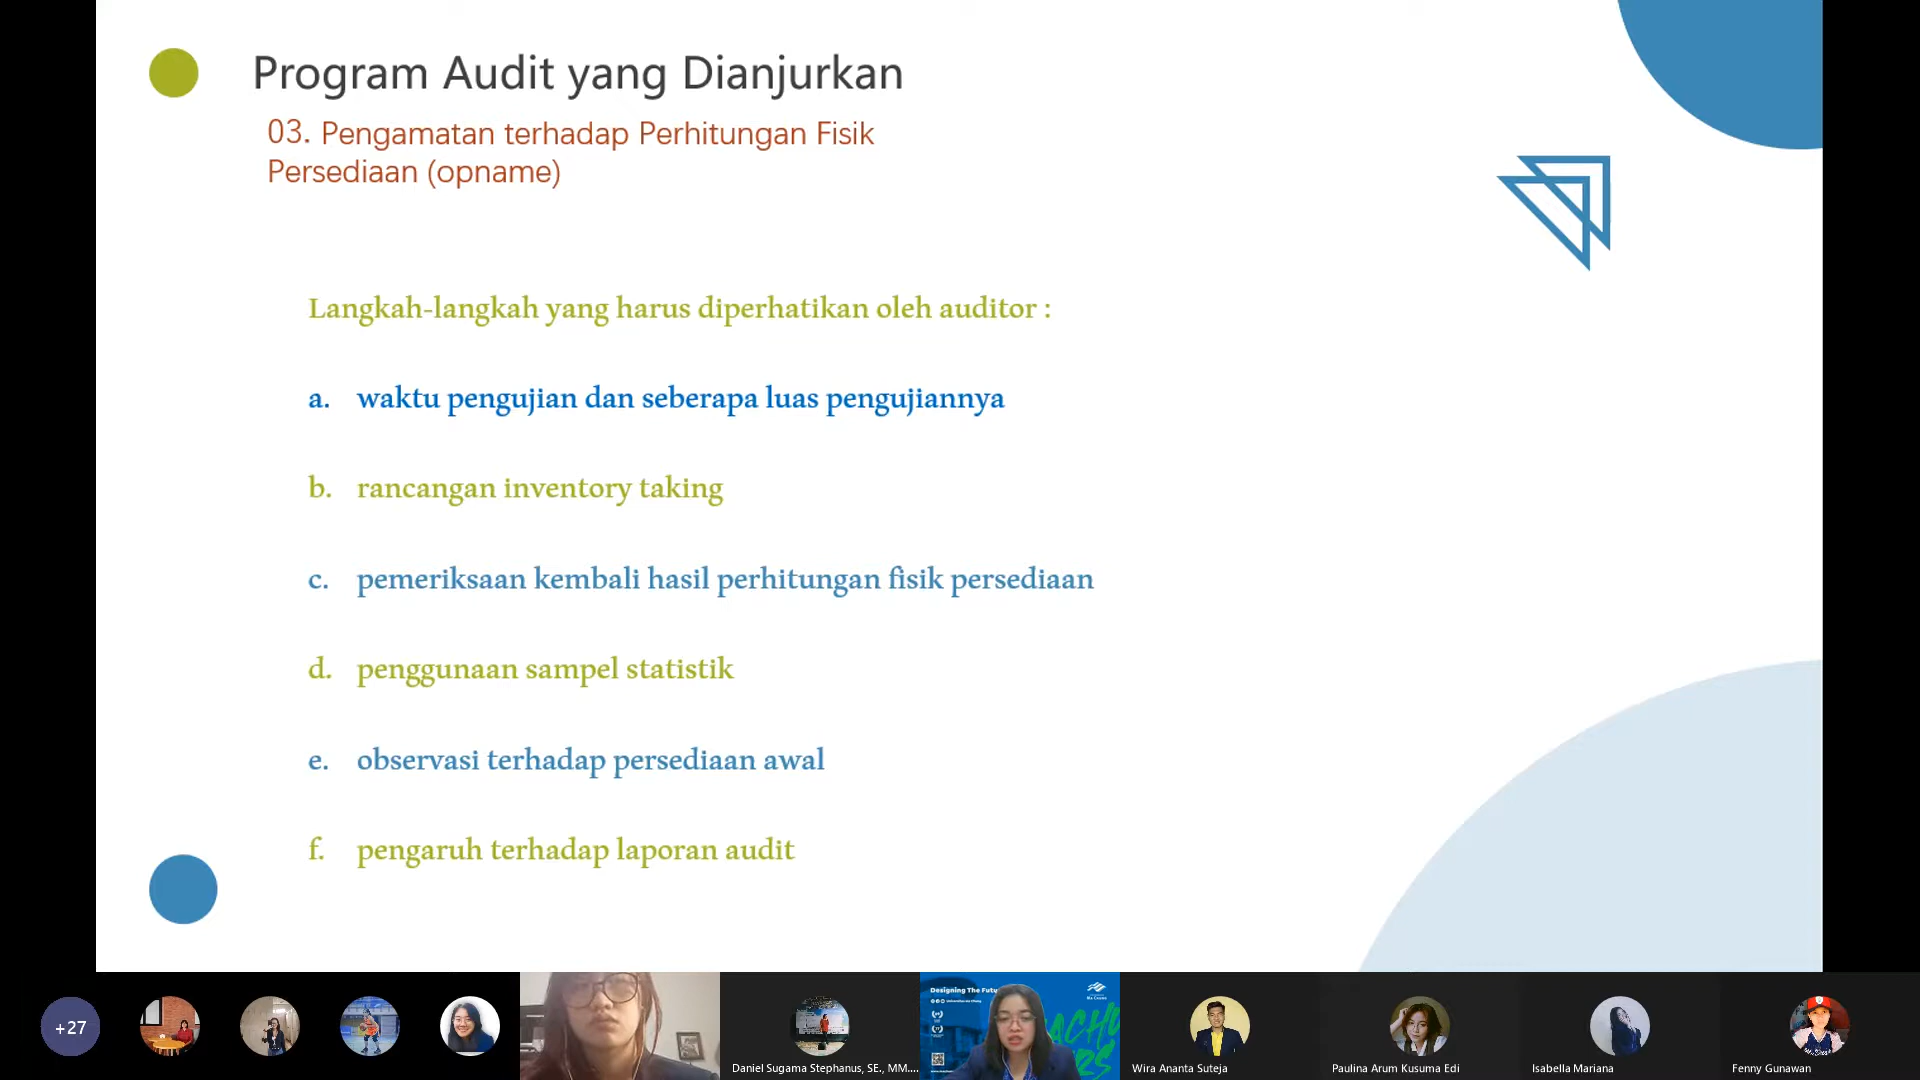 Program Audit yang Dianjurkan
03. Pengamatan terhadap Perhitungan Fisik
Persediaan (opname)
Langkah-langkah yang harus diperhatikan oleh auditor :
a. waktu pengujian dan seberapa luas pengujiannya
b. rancangan inventory taking
c. pemeriksaan kembali hasil perhitungan fisik persediaan
d. penggunaan sampel statistik
e. observasi terhadap persediaan awal
f. pengaruh terhadap laporan audit
+27
Designing The Futu
Daniel Sugama Stephanus, SE., MM....
Wira Ananta Suteja
Paulina Arum Kusuma Edi
Isabella Mariana
Fenny Gunawan